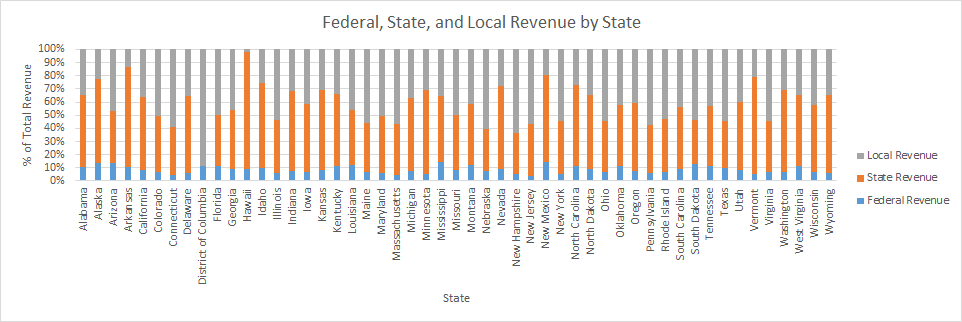 Federal, State, and Local Revenue by State
% of Total Revenue
100%
90%
80%
70%
60%
50%
40%
30%
20%
10%
0%
Alabama
Alaska
Arizona
Arkansas
California
Colorado
Connecticut
Delaware
District of Columbia
Florida
Georgia
Hawaii
Idaho
Illinois
Indiana
Iowa
Kansas
Kentucky
Louisiana
Maine
Maryland
Massachusetts
Michigan
Minnesota
Mississippi
Missouri
Montana
Nebraska
Nevada
New Hampshire
New Jersey
New Mexico
New York
North Carolina
North Dakota
Ohio
Oklahoma
Oregon
Pennsylvania
Rhode Island
South Carolina
South Dakota
Tennessee
Texas
Utah
Vermont
Virginia
Washington
West Virginia
Wisconsin
Wyoming
State
Local Revenue
State Revenue
Federal Revenue